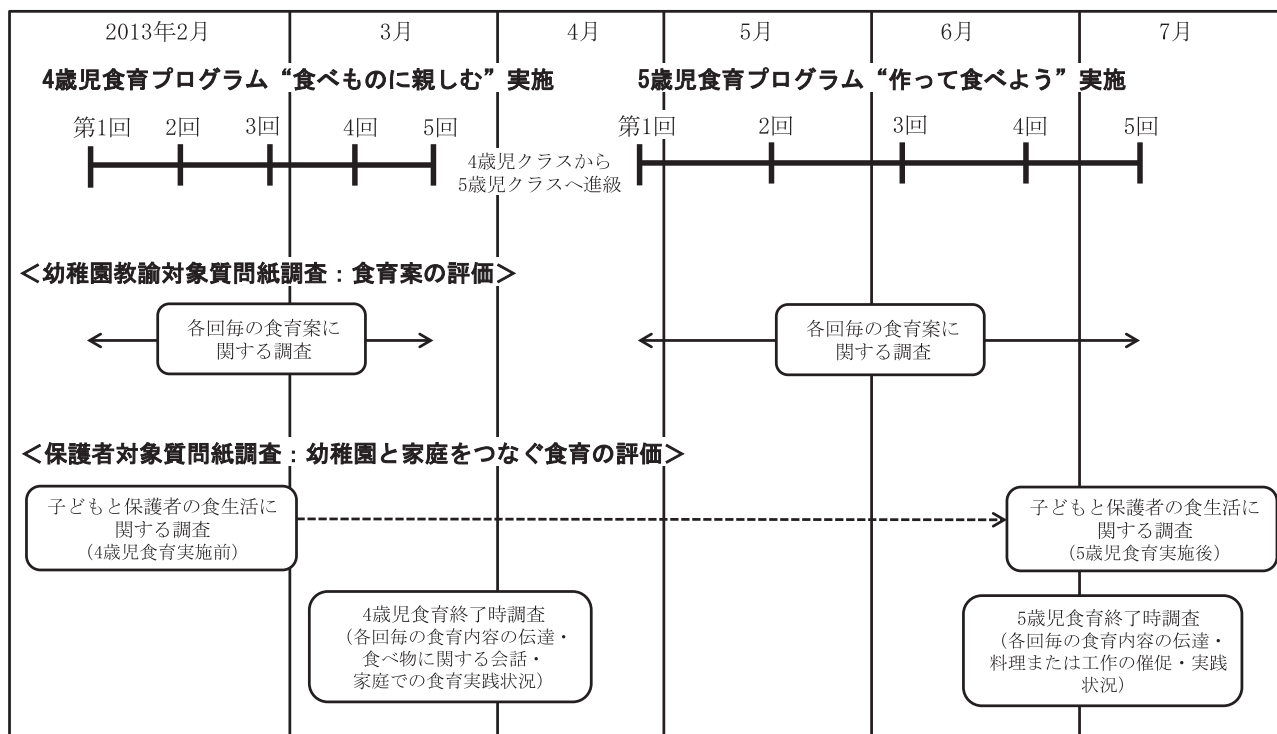 2013年2月
3月
4月
5月
6月
7月
4歳児食育プログラム“食べものに親しむ”実施
5歳児食育プログラム“作って食べよう”実施
第1回
2回
3回
4回
5回
第1回
2回
3回
4回
5回
4歳児クラスから
5歳児クラスへ進級
＜幼稚園教諭対象質問紙調査：食育案の評価＞
各回毎の食育案に
関する調査
各回毎の食育案に
関する調査
＜保護者対象質問紙調査：幼稚園と家庭をつなぐ食育の評価＞
子どもと保護者の食生活に
関する調査
（4歳児食育実施前）
子どもと保護者の食生活に
関する調査
（5歳児食育実施後）
4歳児食育終了時調査
（各回毎の食育内容の伝達・
食べ物に関する会話・
家庭での食育実践状況）
5歳児食育終了時調査
（各回毎の食育内容の伝達・
料理または工作の催促・実践
状況）